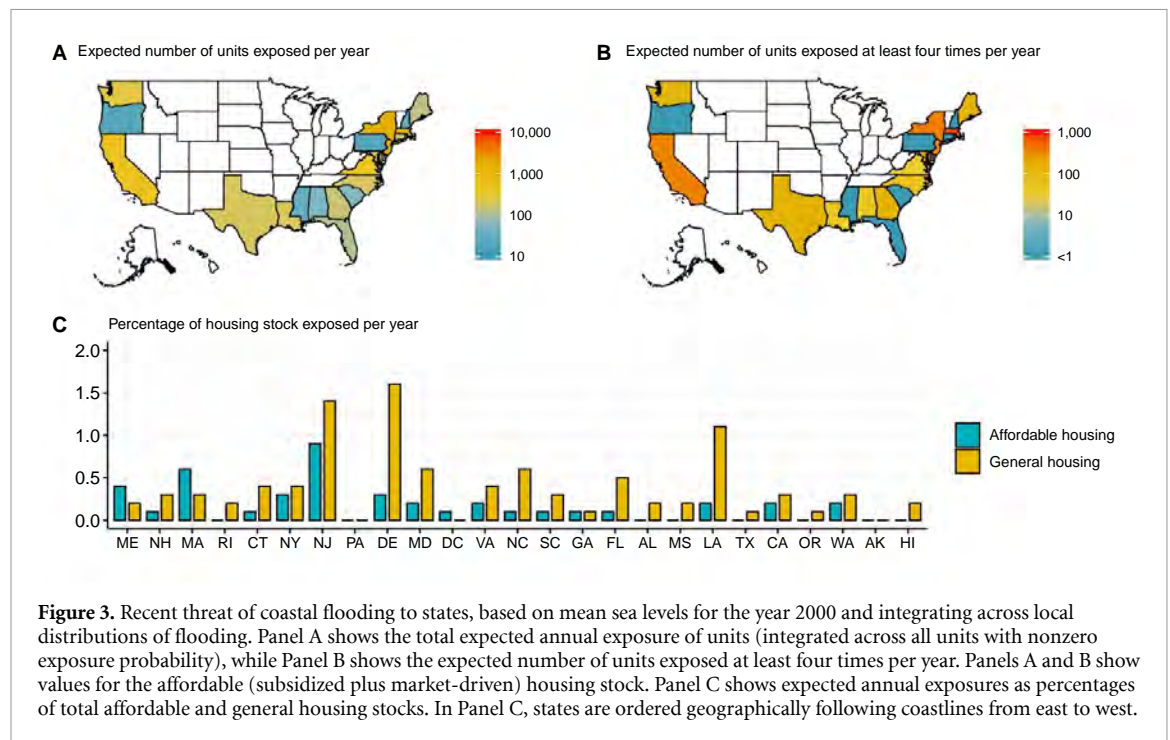 A Expected number of units exposed per year
B Expected number of units exposed at least four times per year
10,000
1,000
100
10
1,000
100
10
<1
C Percentage of housing stock exposed per year
2.0
1.5
1.0
0.5
0.0
ME NH MA RI CT NY NJ PA DE MD DC VA NC SC GA FL AL MS LA TX CA OR WA AK HI
Affordable housing
General housing
Figure 3. Recent threat of coastal flooding to states, based on mean sea levels for the year 2000 and integrating across local
distributions of flooding. Panel A shows the total expected annual exposure of units (integrated across all units with nonzero
exposure probability), while Panel B shows the expected number of units exposed at least four times per year. Panels A and B show
values for the affordable (subsidized plus market-driven) housing stock. Panel C shows expected annual exposures as percentages
of total affordable and general housing stocks. In Panel C, states are ordered geographically following coastlines from east to west.